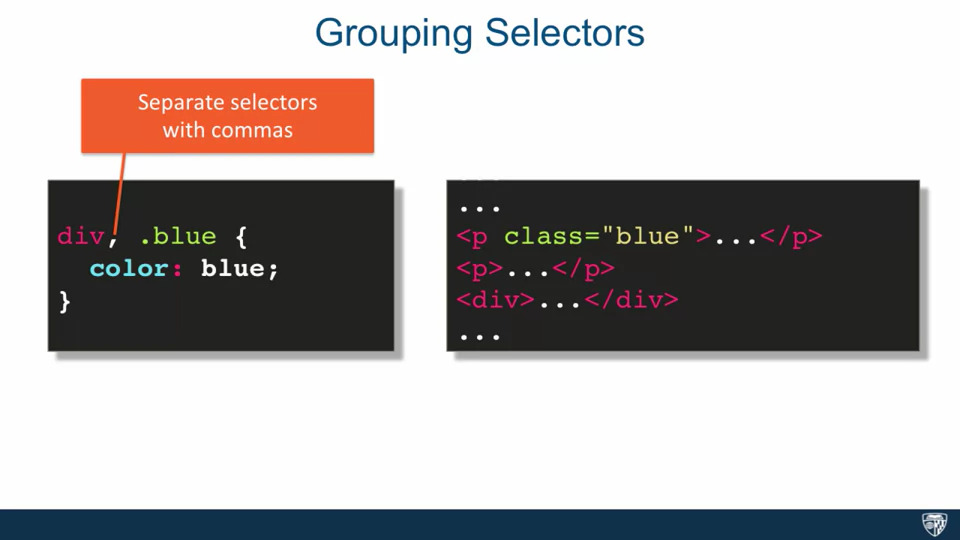 Grouping Selectors
Separate selectors
with commas
div, .blue {
color: blue;
}
...
<p class="blue">...</p>
<p>...</p>
<div>...</div>
...